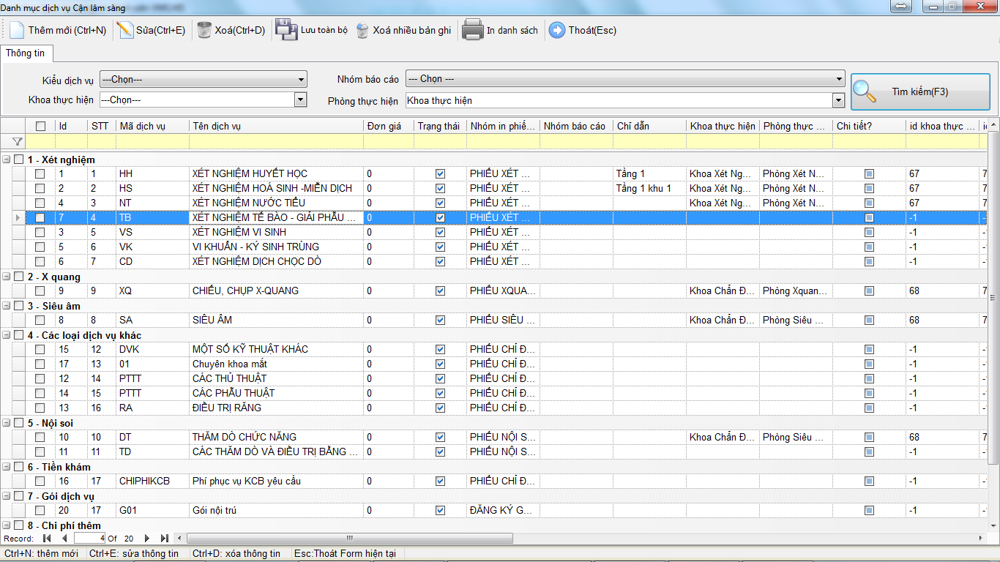 Danh mục dịch vụ Cận lâm sàng
Thêm mới (Ctrl+N) Sửa(Ctrl+E) Xoá(Ctrl+D) Lưu toàn bộ Xoá nhiều bản ghi In danh sách Thoát(Esc)
Thông tin
Kiểu dịch vụ ---Chọn--- Nhóm báo cáo --- Chọn ---
Khoa thực hiện ---Chọn--- Phòng thực hiện Khoa thực hiện
Tìm kiếm(F3)
Id STT Mã dịch vụ Tên dịch vụ Đơn giá Trạng thái Nhóm in phiế... Nhóm báo cáo Chỉ dẫn Khoa thực hiện Phòng thực ... Chi tiết? id khoa thực ...
1 - Xét nghiệm
1 1 HH XÉT NGHIỆM HUYẾT HỌC 0 PHIẾU XÉT ... Tầng 1 Khoa Xét Ng... Phòng Xét N... 67 7
2 2 HS XÉT NGHIỆM HOÁ SINH -MIỄN DỊCH 0 PHIẾU XÉT ... Tầng 1 khu 1 Khoa Xét Ng... Phòng Xét N... 67 7
4 3 NT XÉT NGHIỆM NƯỚC TIỂU 0 PHIẾU XÉT ... Khoa Xét Ng... Phòng Xét N... 67 7
7 4 TB XÉT NGHIỆM TẾ BÀO - GIẢI PHẪU ... 0 PHIẾU XÉT ... -1 -1
3 5 VS XÉT NGHIỆM VI SINH 0 PHIẾU XÉT ... -1 -1
5 6 VK VI KHUẨN - KÝ SINH TRÙNG 0 PHIẾU XÉT ... -1 -1
6 7 CD XÉT NGHIỆM DỊCH CHỌC DÒ 0 PHIẾU XÉT ... -1 -1
2 - X quang
9 9 XQ CHIẾU, CHỤP X-QUANG 0 PHIẾU XQUA... Khoa Chẩn Đ... Phòng Xquan... 68 7
3 - Siêu âm
8 8 SA SIÊU ÂM 0 PHIẾU SIÊU ... Khoa Chẩn Đ... Phòng Siêu ... 68 7
4 - Các loại dịch vụ khác
15 12 DVK MỘT SỐ KỸ THUẬT KHÁC 0 PHIẾU CHỈ Đ... -1 -1
17 13 01 Chuyên khoa mắt 0 PHIẾU CHỈ Đ... -1 -1
12 14 PTTT CÁC THỦ THUẬT 0 PHIẾU CHỈ Đ... -1 -1
14 15 PTTT CÁC PHẪU THUẬT 0 PHIẾU CHỈ Đ... -1 -1
13 16 RA ĐIỀU TRỊ RĂNG 0 PHIẾU CHỈ Đ... -1 -1
5 - Nội soi
10 10 DT THĂM DÒ CHỨC NĂNG 0 PHIẾU NỘI S... Khoa Chẩn Đ... Phòng Siêu ... 68 7
11 11 TD CÁC THĂM DÒ VÀ ĐIỀU TRỊ BẰNG ... 0 PHIẾU NỘI S... -1 -1
6 - Tiền khám
16 17 CHIPHIKCB Phí phục vụ KCB yêu cầu 0 PHIẾU CHỈ Đ... -1 -1
7 - Gói dịch vụ
20 17 G01 Gói nội trú 0 ĐĂNG KÝ G... -1 -1
8 - Chi phí thêm
Record: 4 Of 20
Ctrl+N: thêm mới Ctrl+E: sửa thông tin Ctrl+D: xóa thông tin Esc:Thoát Form hiện tại